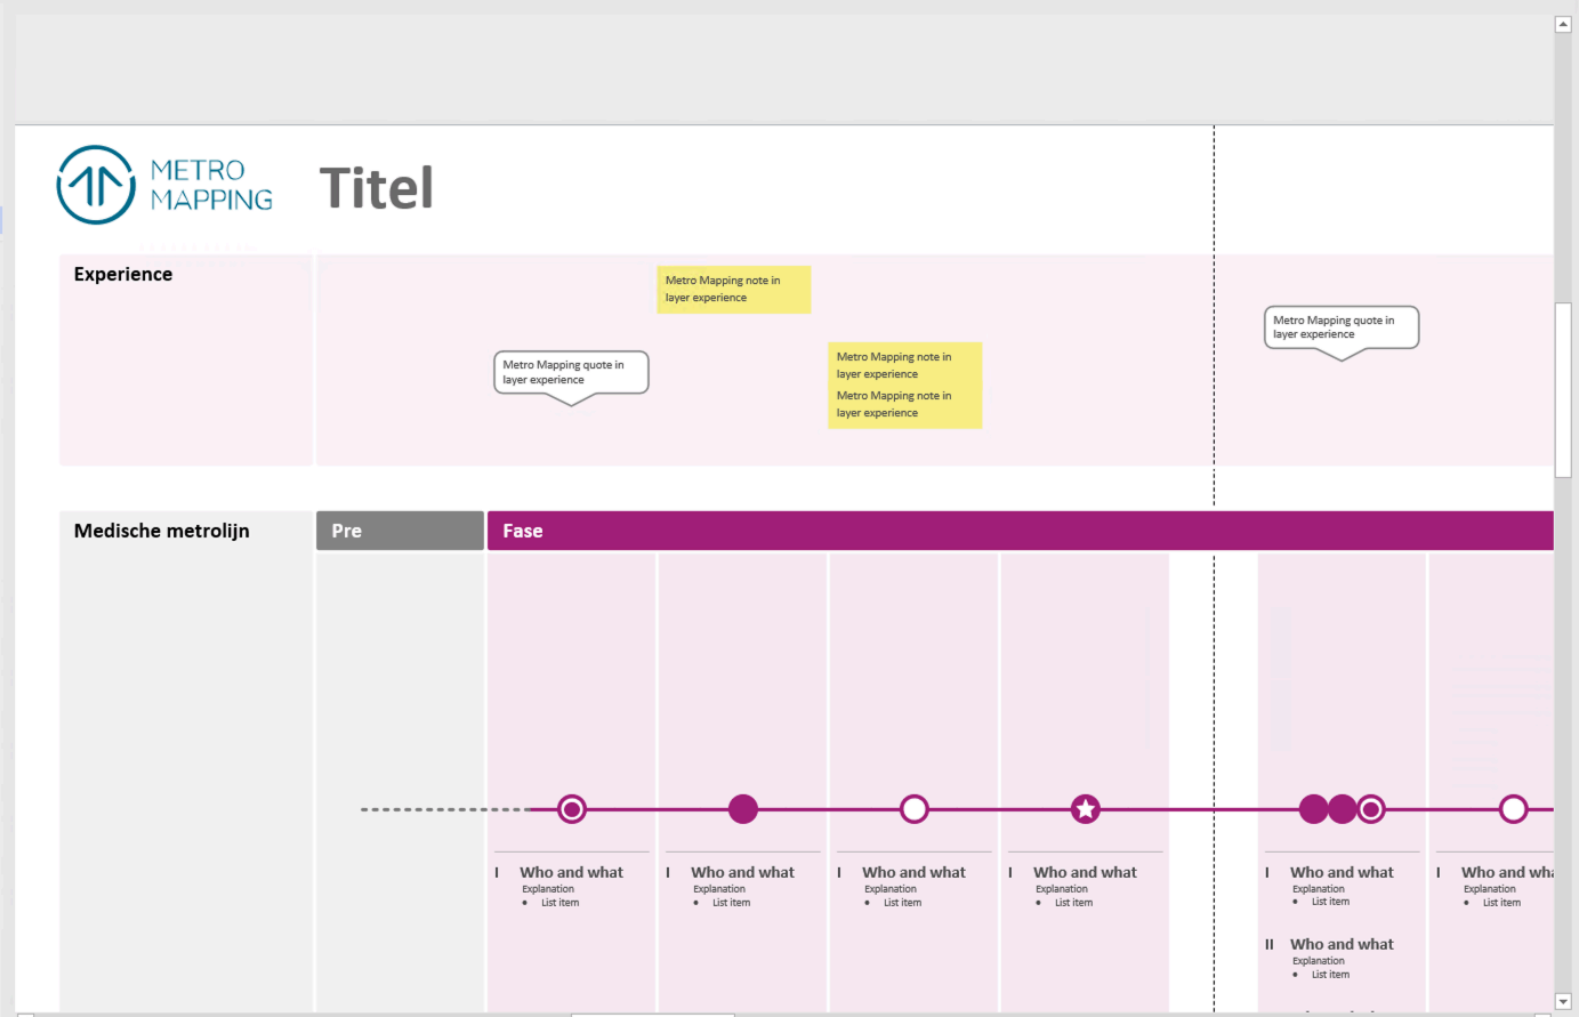 METRO
MAPPING
Titel
Experience
Metro Mapping note in
layer experience
Metro Mapping quote in
layer experience
Metro Mapping quote in
layer experience
Metro Mapping note in
layer experience
Metro Mapping note in
layer experience
Medische metrolijn
Pre
Fase
I Who and what
Explanation
• List item
I Who and what
Explanation
• List item
I Who and what
Explanation
• List item
I Who and what
Explanation
• List item
I Who and what
Explanation
• List item
II Who and what
Explanation
• List item
I Who and wha
Explanation
• List item